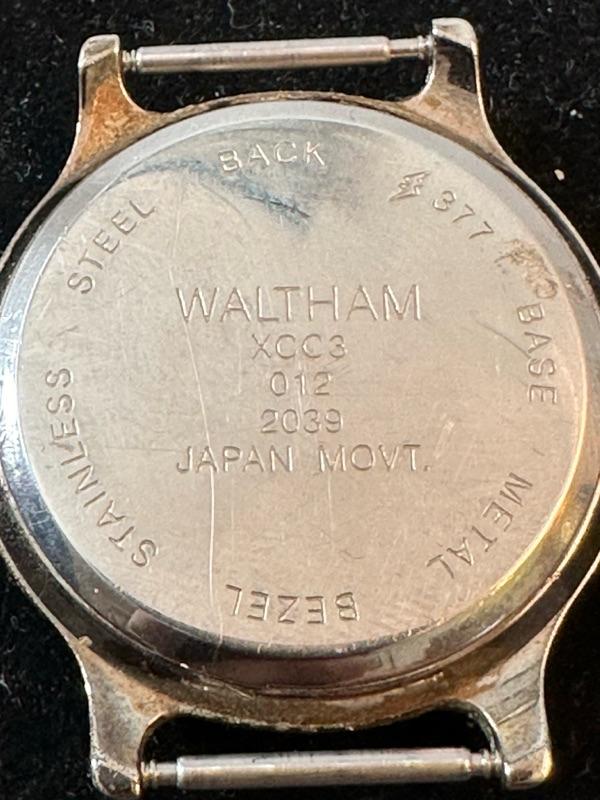 WALTHAM
XCC3
012
2039
JAPAN MOVT.
STAINLESS STEEL BACK
377
BASE METAL BEZEL